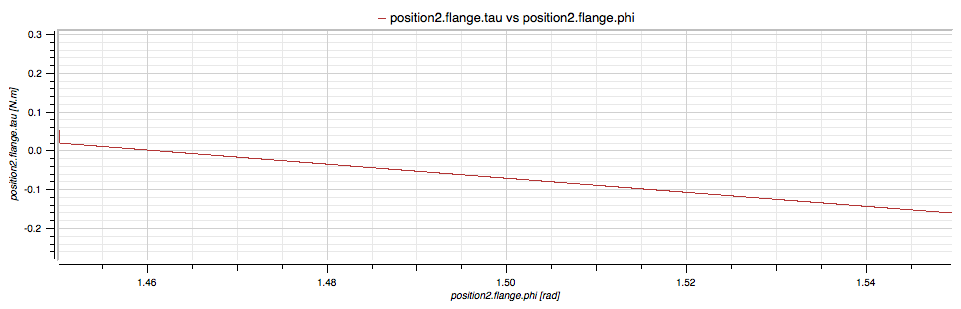 position2.flange.tau vs position2.flange.phi
0.3
0.2
0.1
0.0
-0.1
-0.2
position2.flange.tau [N.m]
1.46 1.48 1.50 1.52 1.54
position2.flange.phi [rad]